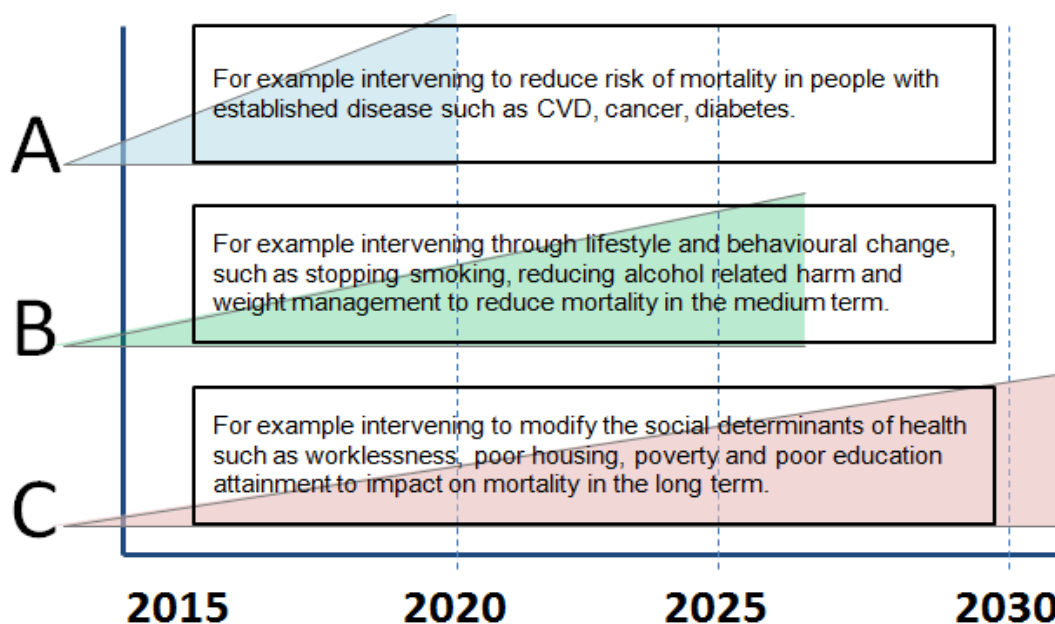 A
For example intervening to reduce risk of mortality in people with
established disease such as CVD, cancer, diabetes.
B
For example intervening through lifestyle and behavioural change,
such as stopping smoking, reducing alcohol related harm and
weight management to reduce mortality in the medium term.
C
For example intervening to modify the social determinants of health
such as worklessness, poor housing, poverty and poor education
attainment to impact on mortality in the long term.
2015 2020 2025 2030